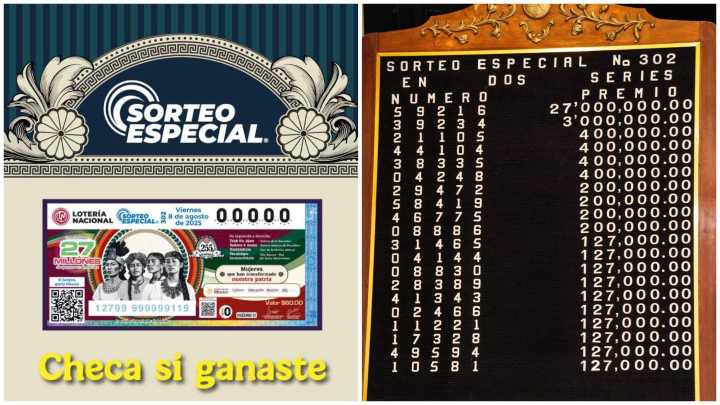 SORTEO
ESPECIAL
LOTERÍA
NACIONAL
SORTEO
ESPECIAL
302
Viernes
8 de agosto
de 2025
00000
27
MILLONES
255
Mujeres
que han transformado
nuestra patria
12799 999999119
Valor $60.00
Checa si ganaste
SORTEO ESPECIAL No 302
EN DOS SERIES
NUMERO PREMIO
59216 27'000,000.00
39234 3'000,000.00
21105 400,000.00
44104 400,000.00
38335 400,000.00
04248 400,000.00
29472 200,000.00
58419 200,000.00
46775 200,000.00
08886 200,000.00
31465 127,000.00
04144 127,000.00
08830 127,000.00
28386 127,000.00
41343 127,000.00
02466 127,000.00
11221 127,000.00
17328 127,000.00
49594 127,000.00
10581 127,000.00